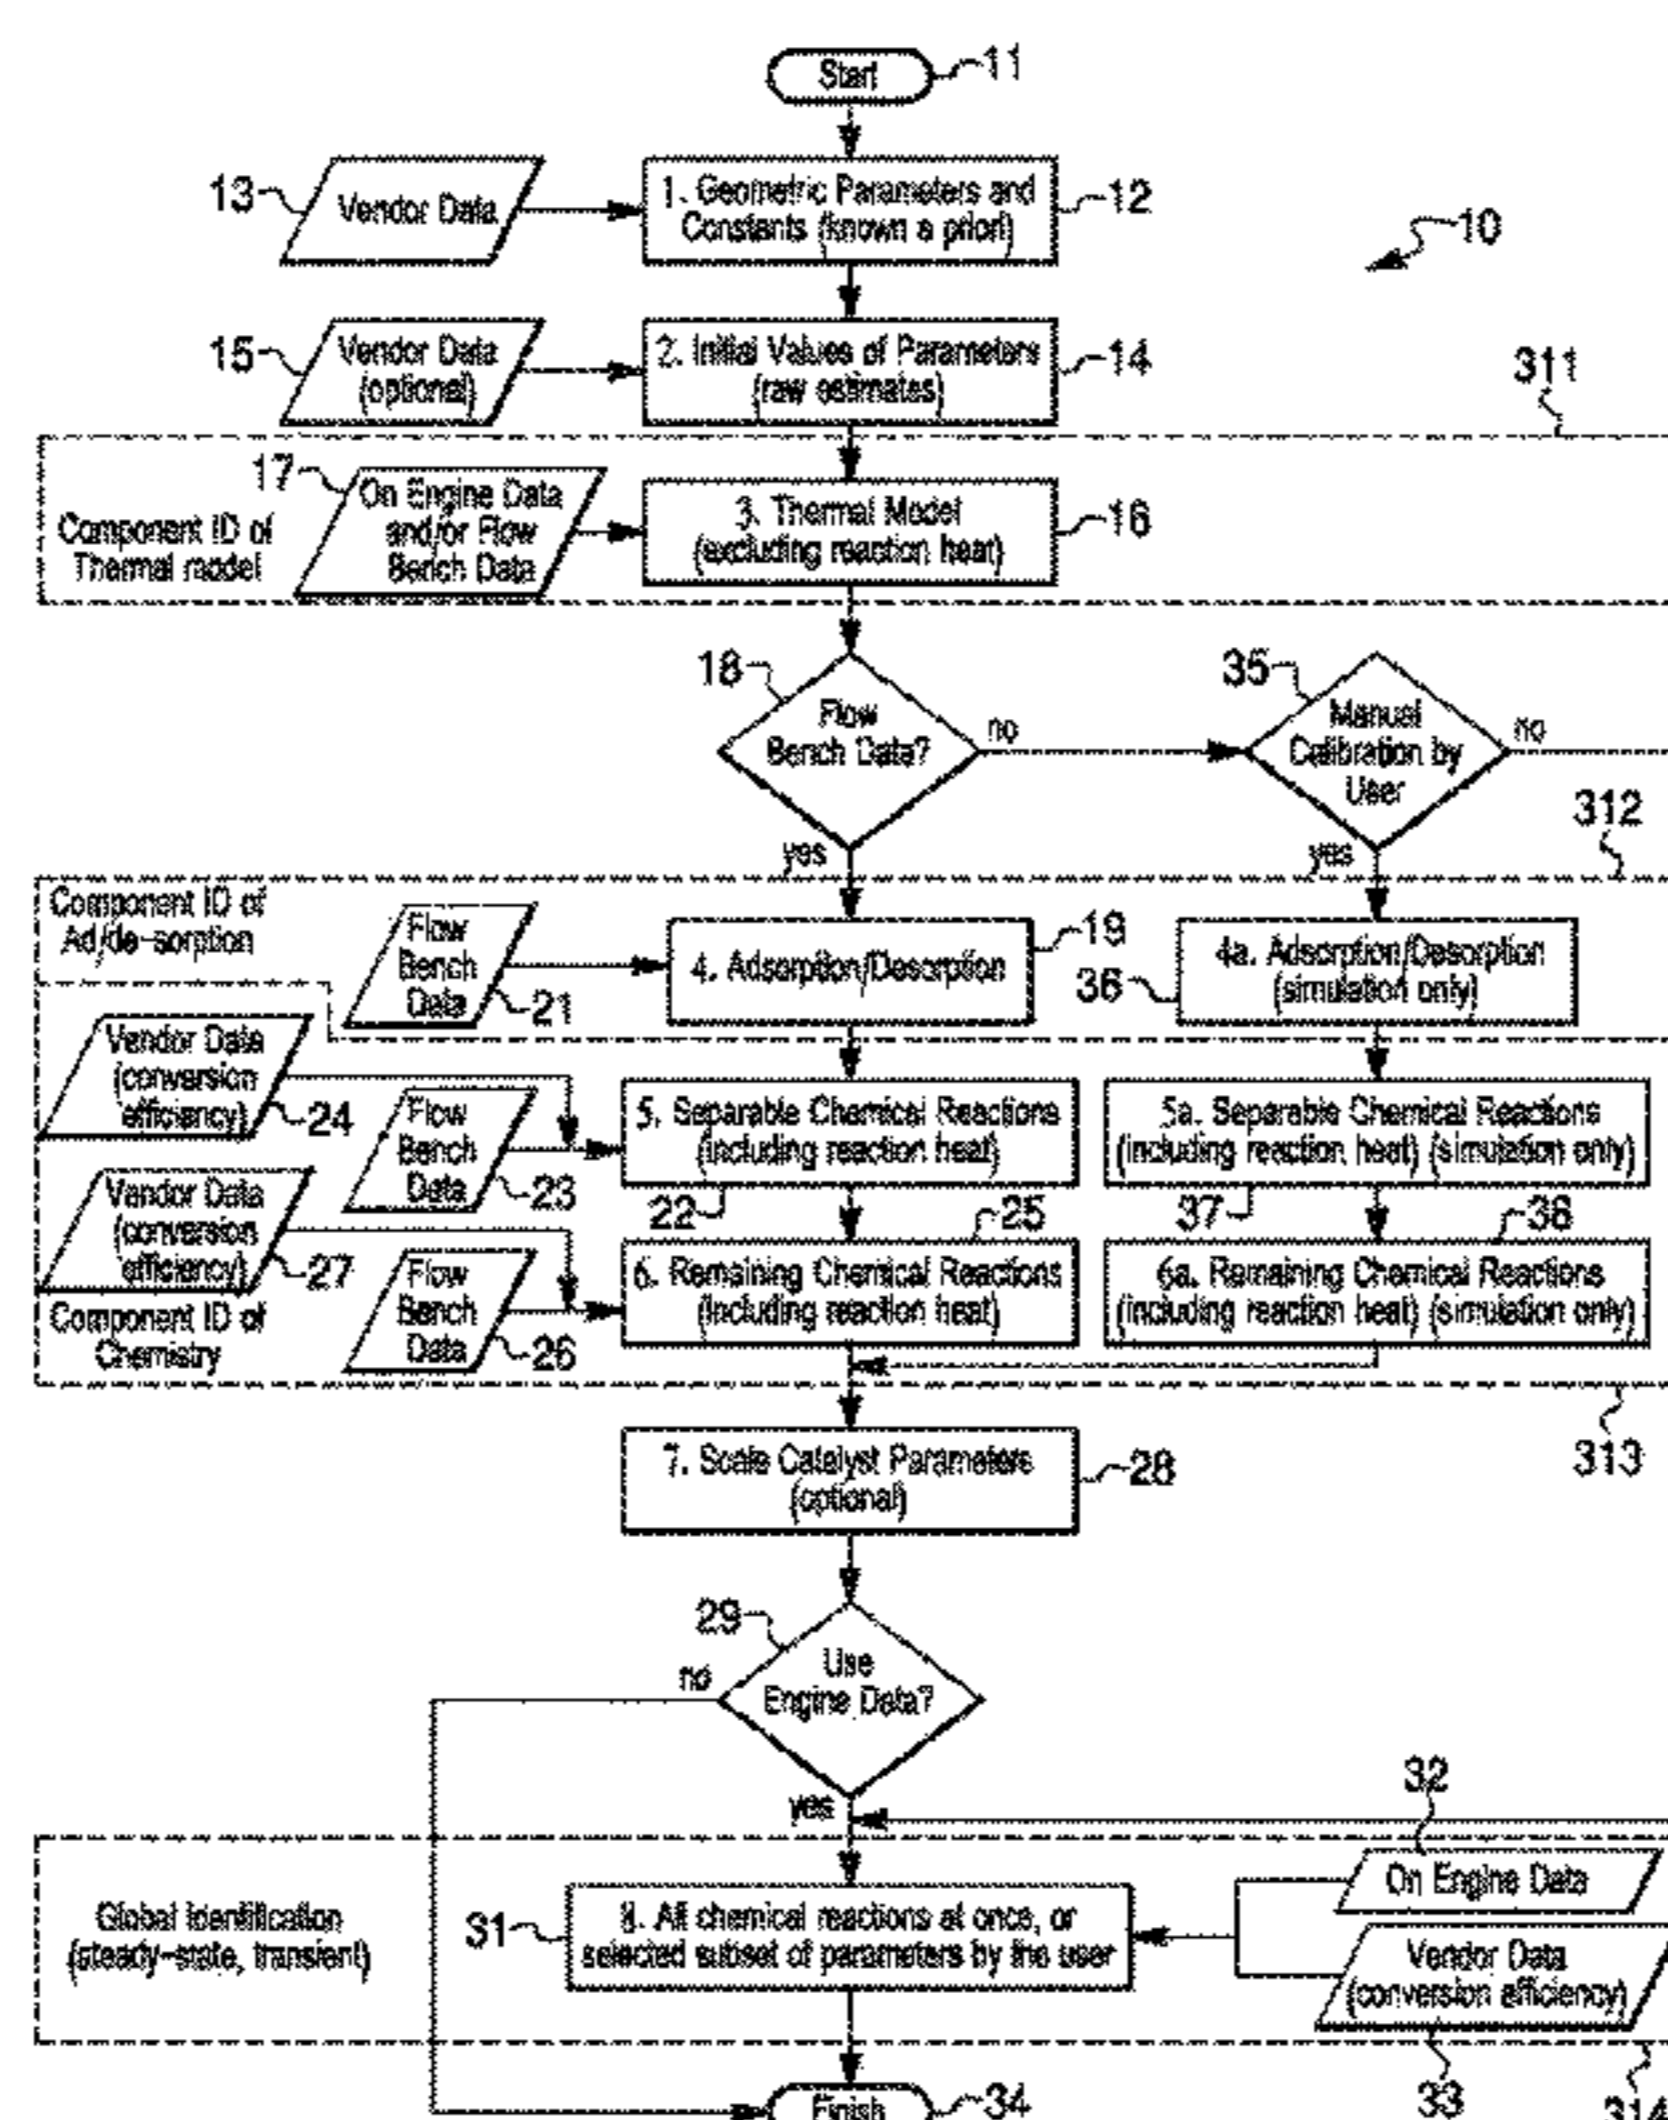 Start
11
13
Vendor Data
1. Geometric Parameters and
Constants (known a priori)
12
10
15
Vendor Data
(optional)
2. Initial Values of Parameters
(raw estimates)
14
311
17
On Engine Data
and/or Flow
Bench Data
Component ID of
Thermal model
3. Thermal Model
(excluding reaction heat)
16
18
Flow
Bench Data?
no
yes
35
Manual
Calibration by
User
no
yes
312
Component ID of
Ad/de-sorption
Flow
Bench
Data
21
4. Adsorption/Desorption
19
36
4a. Adsorption/Desorption
(simulation only)
Vendor Data
(conversion
efficiency)
24
Flow
Bench
Data
23
5. Separable Chemical Reactions
(including reaction heat)
22
5a. Separable Chemical Reactions
(including reaction heat) (simulation only)
37
Vendor Data
(conversion
efficiency)
27
Component ID of
Chemistry
Flow
Bench
Data
26
25
6. Remaining Chemical Reactions
(including reaction heat)
38
6a. Remaining Chemical Reactions
(including reaction heat) (simulation only)
313
7. Scale Catalyst Parameters
(optional)
28
29
Use
Engine Data?
no
yes
32
On Engine Data
Global identification
(steady-state, transient)
31
8. All chemical reactions at once, or
selected subset of parameters by the user
Vendor Data
(conversion efficiency)
33
314
Finish
34